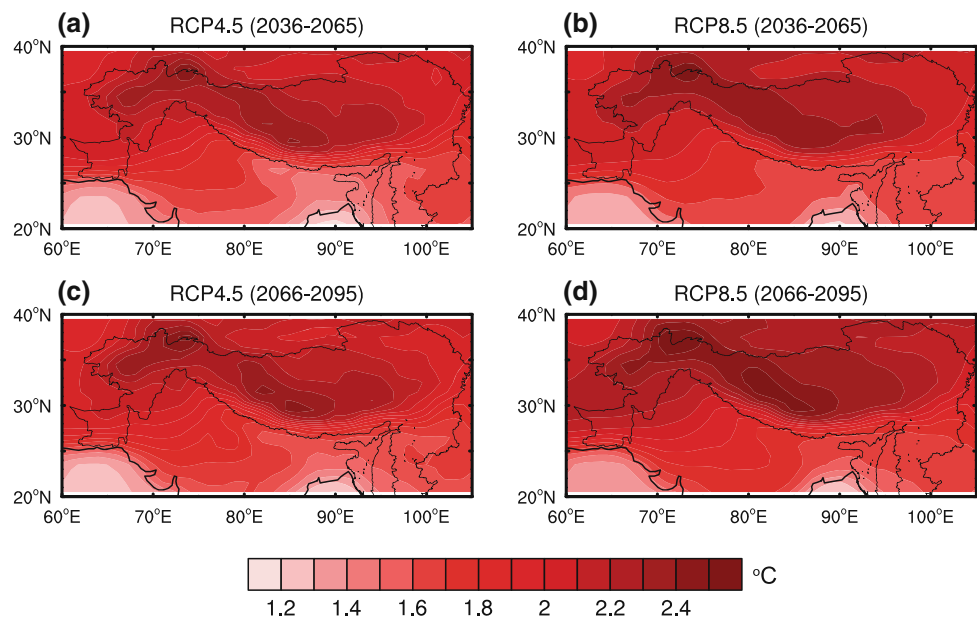 (a) RCP4.5 (2036-2065)
(b) RCP8.5 (2036-2065)
40°N
30°N
20°N
60°E 70°E 80°E 90°E 100°E
40°N
30°N
20°N
60°E 70°E 80°E 90°E 100°E
(c) RCP4.5 (2066-2095)
(d) RCP8.5 (2066-2095)
40°N
30°N
20°N
60°E 70°E 80°E 90°E 100°E
40°N
30°N
20°N
60°E 70°E 80°E 90°E 100°E
°C
1.2 1.4 1.6 1.8 2 2.2 2.4